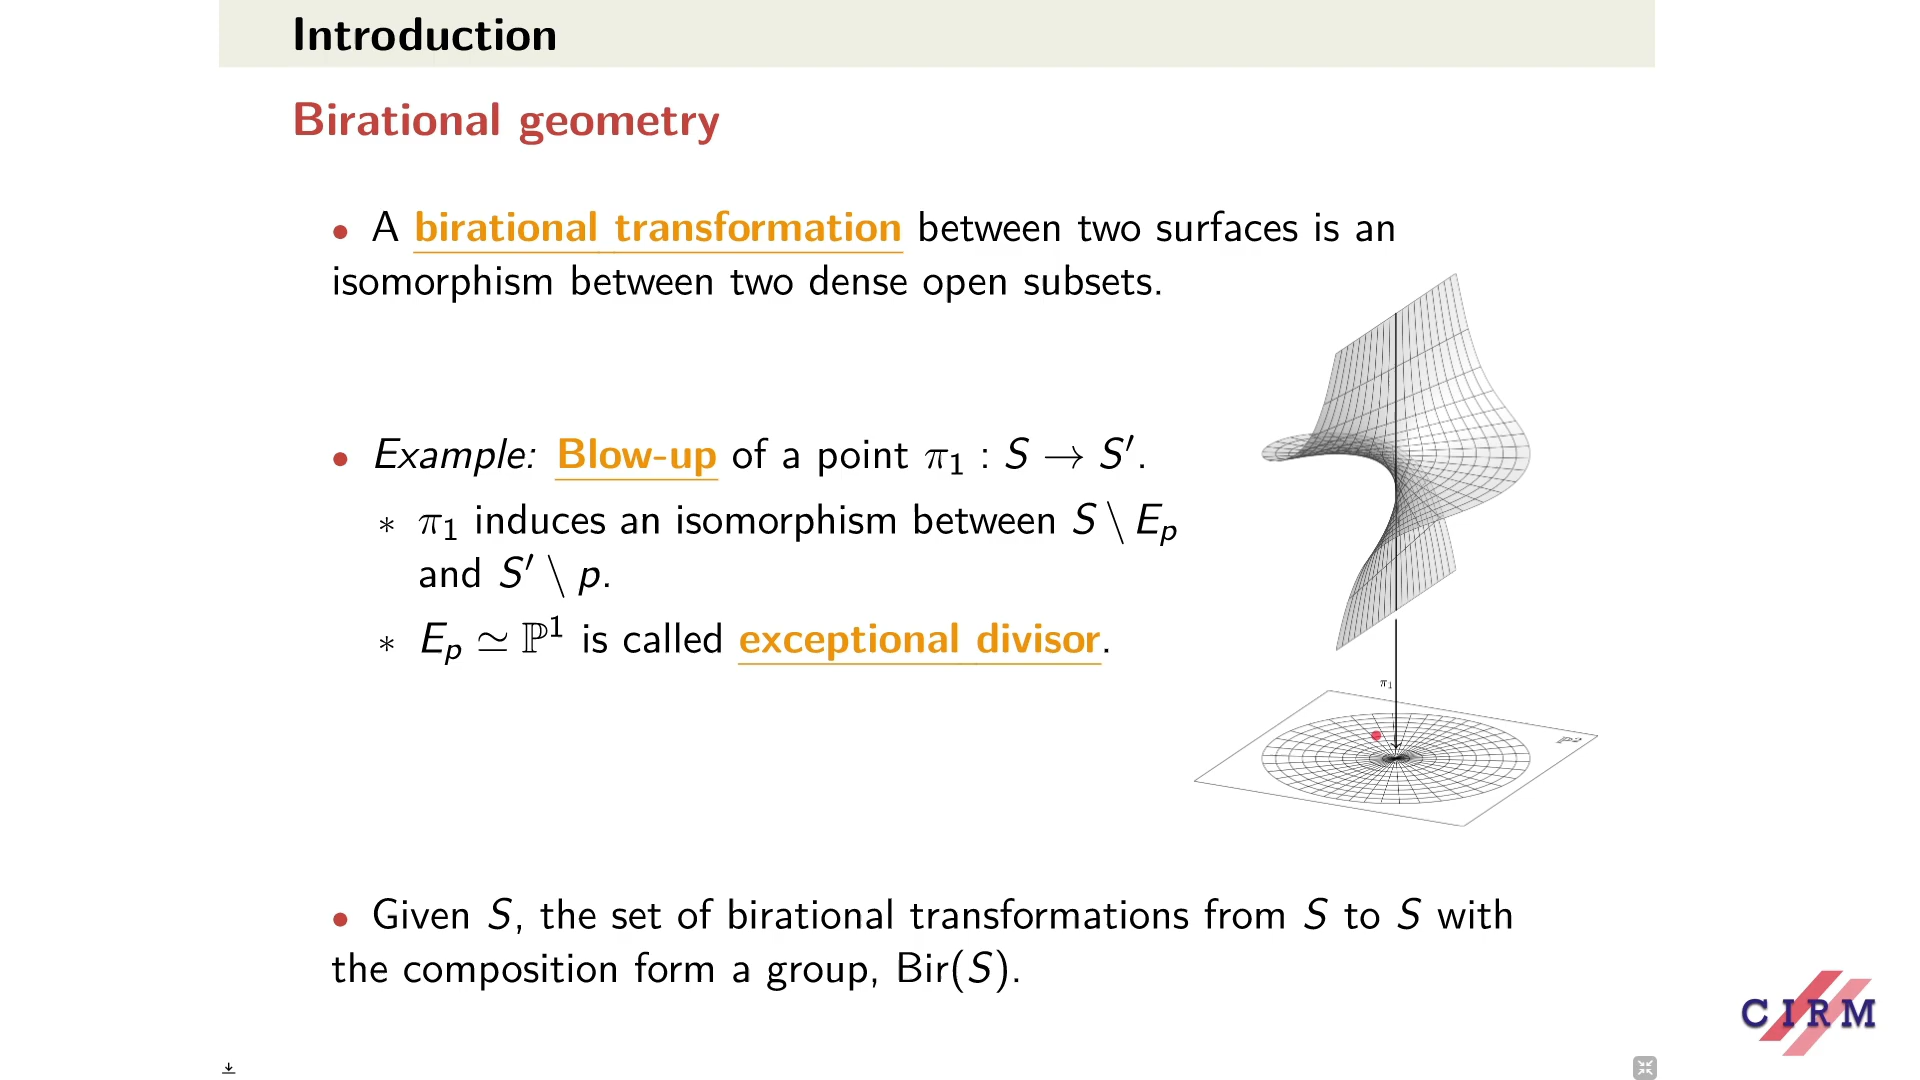 Introduction
Birational geometry
• A birational transformation between two surfaces is an
isomorphism between two dense open subsets.
• Example: Blow-up of a point π₁ : S → S′.
∗ π₁ induces an isomorphism between S \ Eₚ
and S′ \ p.
∗ Eₚ ≃ ℙ¹ is called exceptional divisor.
π₁
ℙ²
• Given S, the set of birational transformations from S to S with
the composition form a group, Bir(S).
CIRM